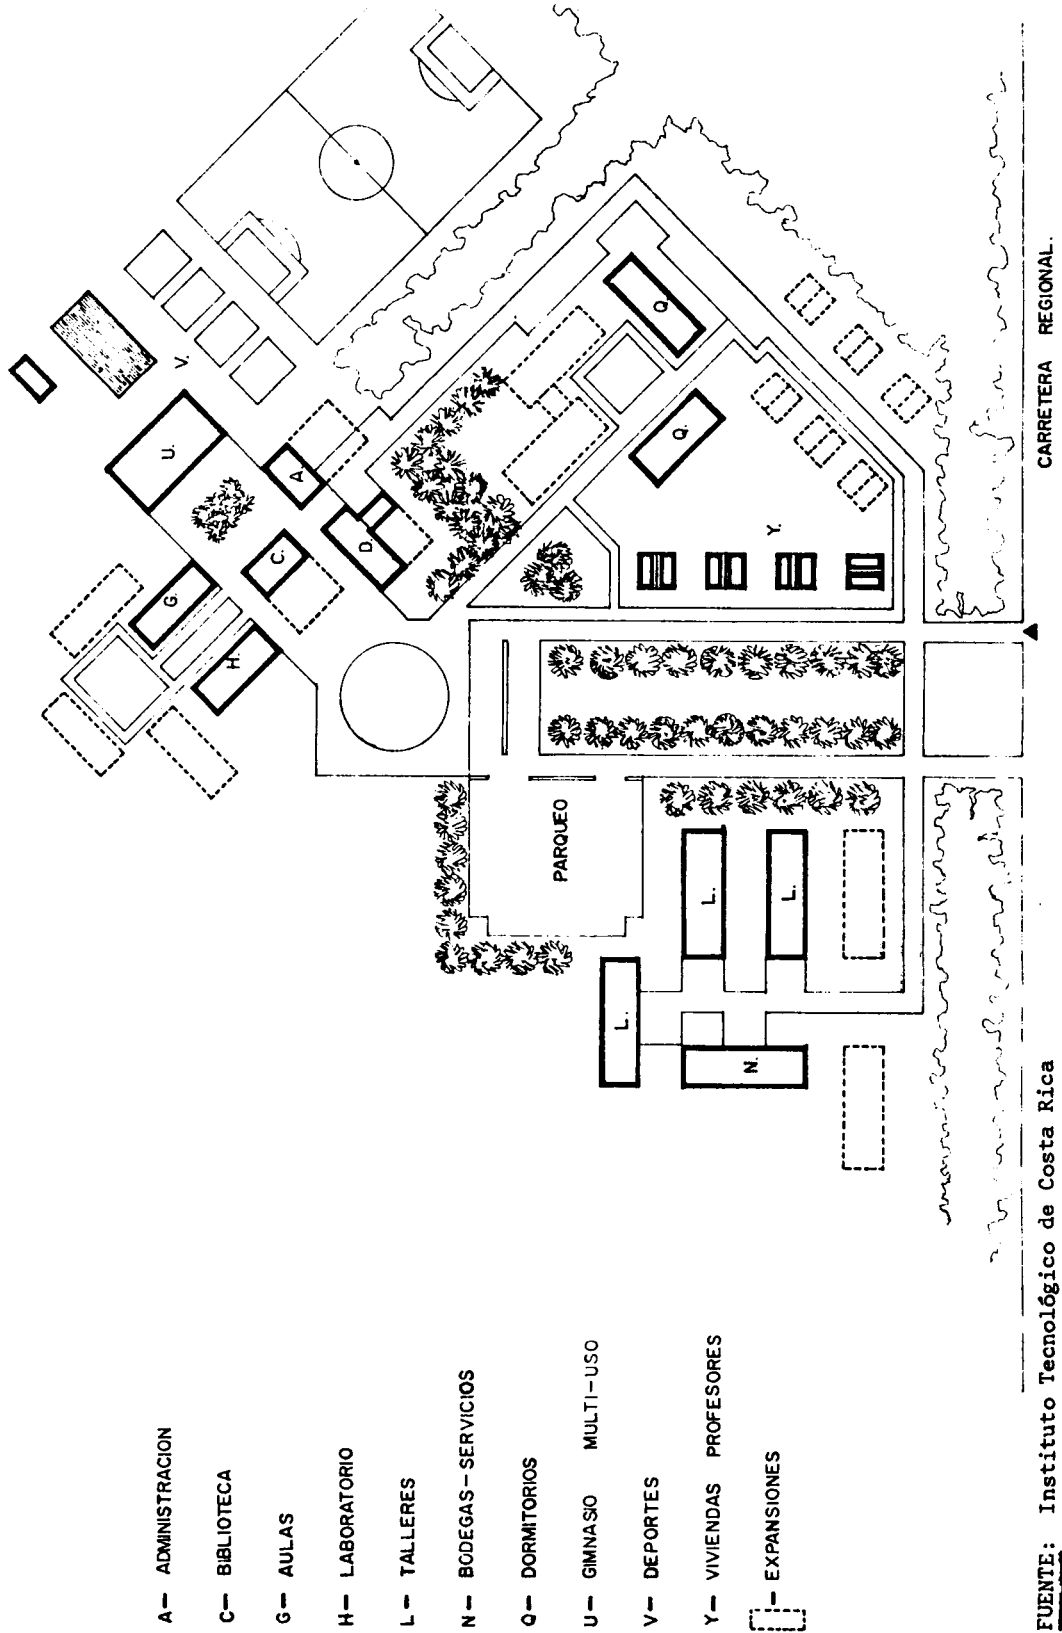 A— ADMINISTRACION
C— BIBLIOTECA
G— AULAS
H— LABORATORIO
L— TALLERES
N— BODEGAS–SERVICIOS
Q— DORMITORIOS
U— GIMNASIO MULTI–USO
V— DEPORTES
Y— VIVIENDAS PROFESORES
– EXPANSIONES
V.
U.
A.
C.
D.
G.
H.
Q.
Q.
Y.
PARQUEO
L.
L.
L.
N.
CARRETERA REGIONAL.
FUENTE: Instituto Tecnológico de Costa Rica